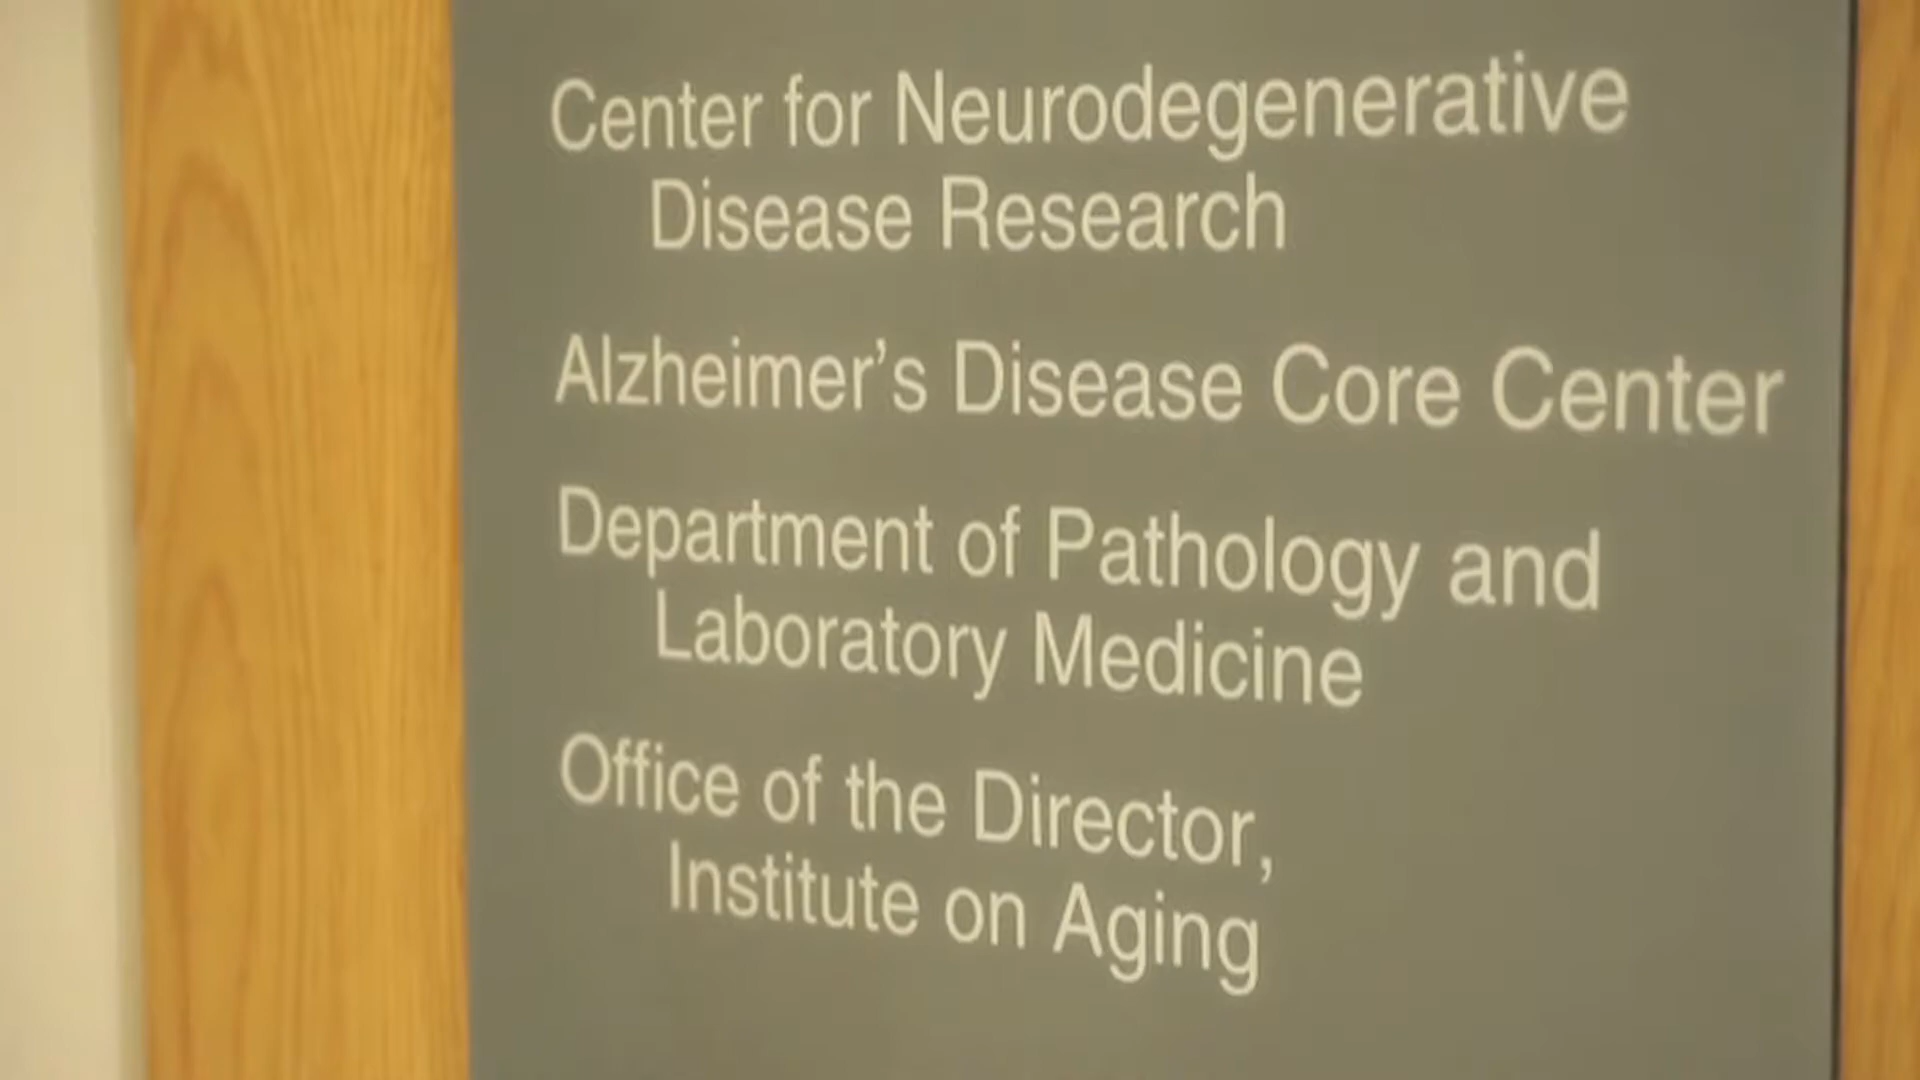 Center for Neurodegenerative
Disease Research
Alzheimer's Disease Core Center
Department of Pathology and
Laboratory Medicine
Office of the Director,
Institute on Aging